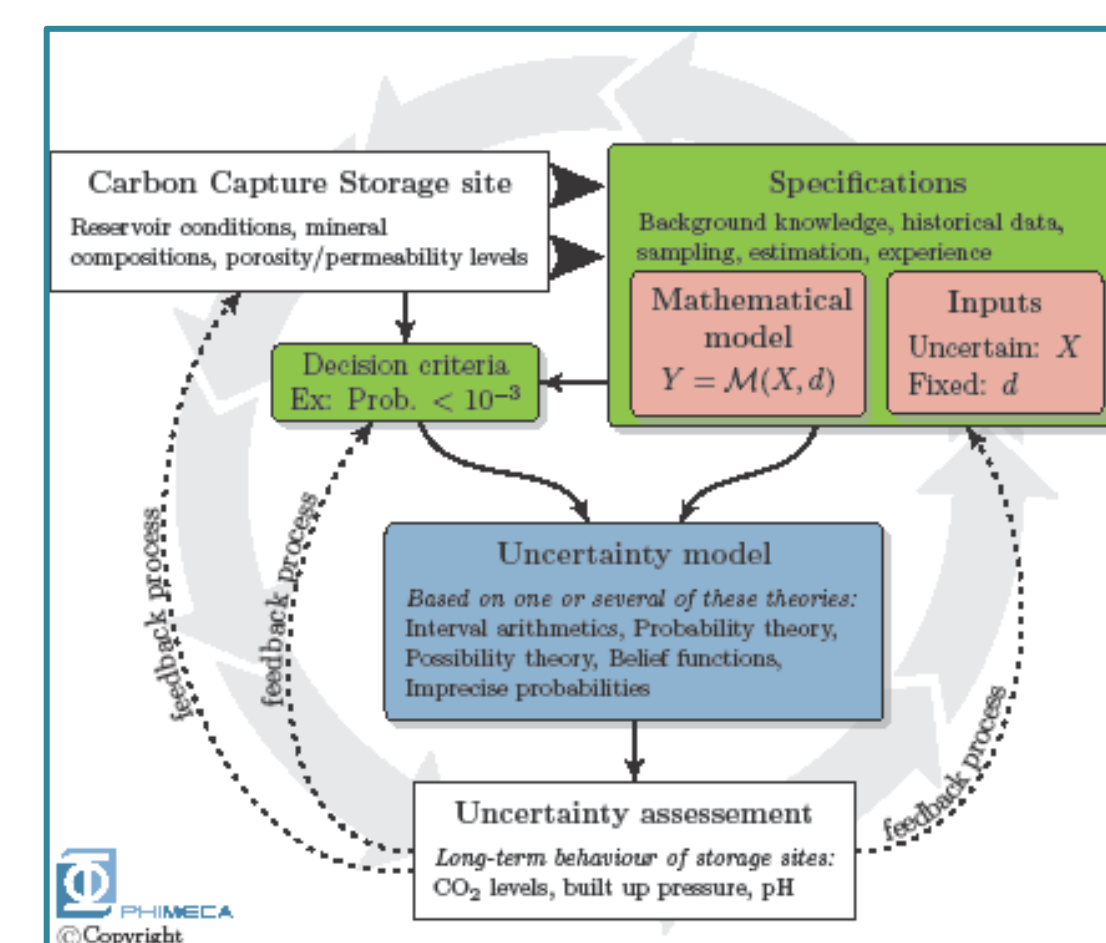 Carbon Capture Storage site
Reservoir conditions, mineral
compositions, porosity/permeability levels
Specifications
Background knowledge, historical data,
sampling, estimation, experience
Mathematical
model
Y = M(X, d)
Inputs
Uncertain: X
Fixed: d
Decision criteria
Ex: Prob. < 10⁻³
feedback process
feedback process
Uncertainty model
Based on one or several of these theories:
Interval arithmetics, Probability theory,
Possibility theory, Belief functions,
Imprecise probabilities
feedback process
Uncertainty assessement
Long-term behaviour of storage sites:
CO₂ levels, built up pressure, pH
PHIMECA
©Copyright